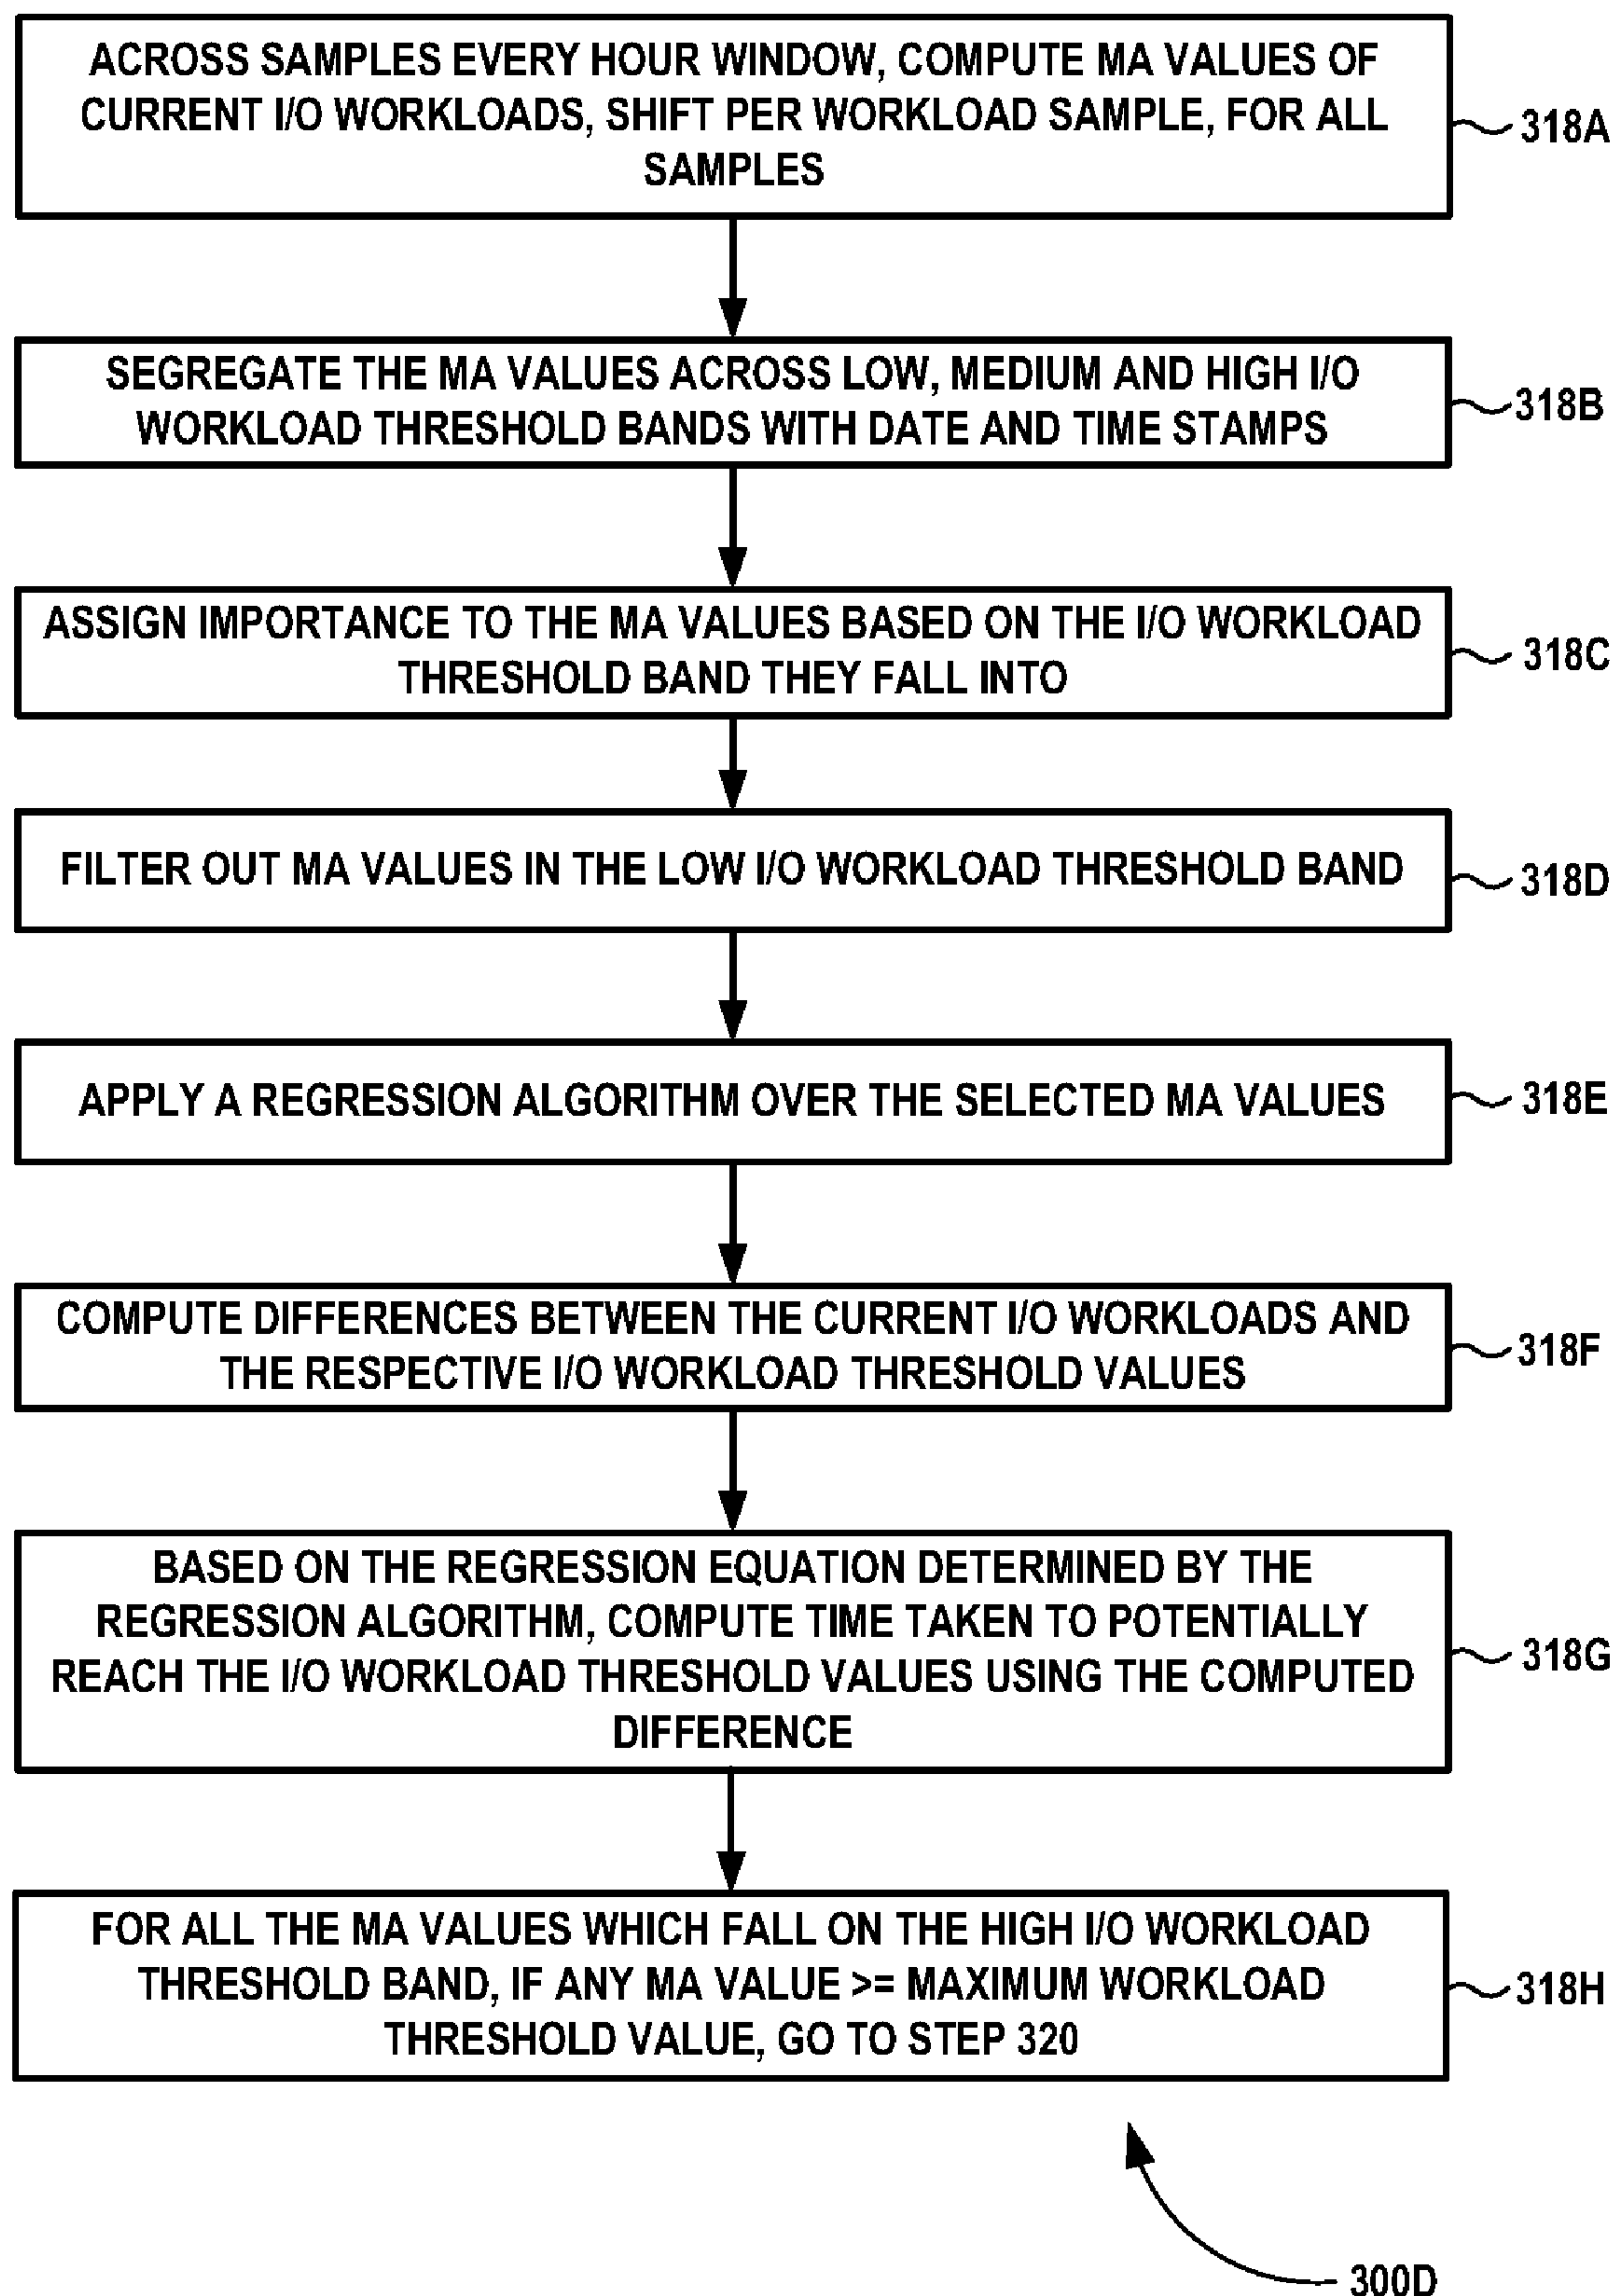 ACROSS SAMPLES EVERY HOUR WINDOW, COMPUTE MA VALUES OF
CURRENT I/O WORKLOADS, SHIFT PER WORKLOAD SAMPLE, FOR ALL
SAMPLES
318A
SEGREGATE THE MA VALUES ACROSS LOW, MEDIUM AND HIGH I/O
WORKLOAD THRESHOLD BANDS WITH DATE AND TIME STAMPS
318B
ASSIGN IMPORTANCE TO THE MA VALUES BASED ON THE I/O WORKLOAD
THRESHOLD BAND THEY FALL INTO
318C
FILTER OUT MA VALUES IN THE LOW I/O WORKLOAD THRESHOLD BAND
318D
APPLY A REGRESSION ALGORITHM OVER THE SELECTED MA VALUES
318E
COMPUTE DIFFERENCES BETWEEN THE CURRENT I/O WORKLOADS AND
THE RESPECTIVE I/O WORKLOAD THRESHOLD VALUES
318F
BASED ON THE REGRESSION EQUATION DETERMINED BY THE
REGRESSION ALGORITHM, COMPUTE TIME TAKEN TO POTENTIALLY
REACH THE I/O WORKLOAD THRESHOLD VALUES USING THE COMPUTED
DIFFERENCE
318G
FOR ALL THE MA VALUES WHICH FALL ON THE HIGH I/O WORKLOAD
THRESHOLD BAND, IF ANY MA VALUE >= MAXIMUM WORKLOAD
THRESHOLD VALUE, GO TO STEP 320
318H
300D